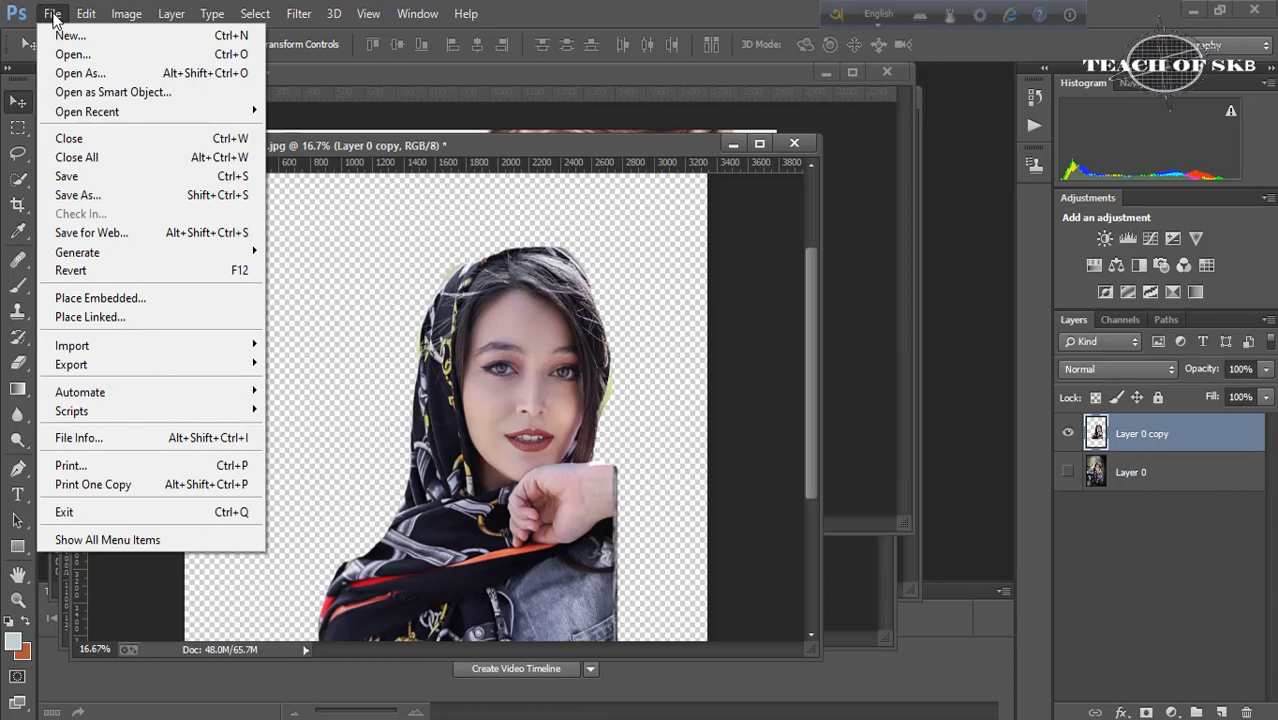 Ps File Edit Image Layer Type Select Filter 3D View Window Help
English
ransform Controls
3D Mode:
TEACH OF SKB
New... Ctrl+N
Open... Ctrl+O
Open As... Alt+Shift+Ctrl+O
Open as Smart Object...
Open Recent
Close Ctrl+W
Close All Alt+Ctrl+W
Save Ctrl+S
Save As... Shift+Ctrl+S
Check In...
Save for Web... Alt+Shift+Ctrl+S
Generate
Revert F12
Place Embedded...
Place Linked...
Import
Export
Automate
Scripts
File Info... Alt+Shift+Ctrl+I
Print... Ctrl+P
Print One Copy Alt+Shift+Ctrl+P
Exit Ctrl+Q
Show All Menu Items
.jpg @ 16.7% (Layer 0 copy, RGB/8) *
600 800 1000 1200 1400 1600 1800 2000 2200 2400 2600 2800 3000 3200 3400 3600 3800
16.67% Doc: 48.0M/65.7M
Create Video Timeline
Histogram
Adjustments
Add an adjustment
Layers Channels Paths
Kind
Normal Opacity: 100%
Lock: Fill: 100%
Layer 0 copy
Layer 0